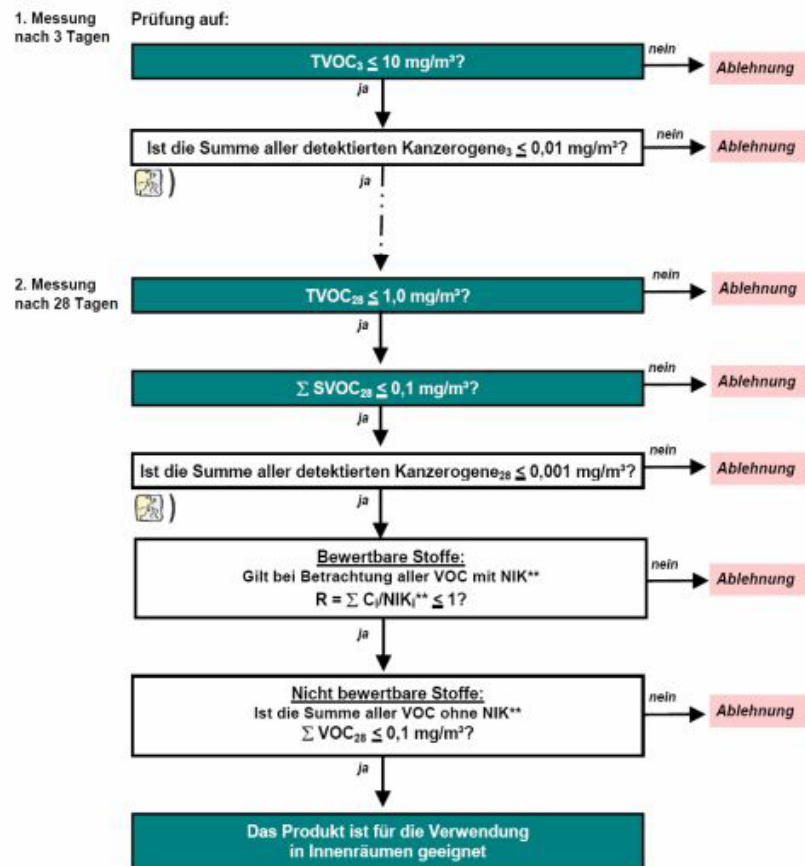 1. Messung
nach 3 Tagen
Prüfung auf:
TVOC₃ ≤ 10 mg/m³?
nein
Ablehnung
ja
Ist die Summe aller detektierten Kanzerogene₃ ≤ 0,01 mg/m³?
nein
Ablehnung
)
ja
2. Messung
nach 28 Tagen
TVOC₂₈ ≤ 1,0 mg/m³?
nein
Ablehnung
ja
Σ SVOC₂₈ ≤ 0,1 mg/m³?
nein
Ablehnung
ja
Ist die Summe aller detektierten Kanzerogene₂₈ ≤ 0,001 mg/m³?
nein
Ablehnung
)
ja
Bewertbare Stoffe:
Gilt bei Betrachtung aller VOC mit NIK**
R = Σ Cᵢ/NIKᵢ** ≤ 1?
nein
Ablehnung
ja
Nicht bewertbare Stoffe:
Ist die Summe aller VOC ohne NIK**
Σ VOC₂₈ ≤ 0,1 mg/m³?
nein
Ablehnung
ja
Das Produkt ist für die Verwendung
in Innenräumen geeignet